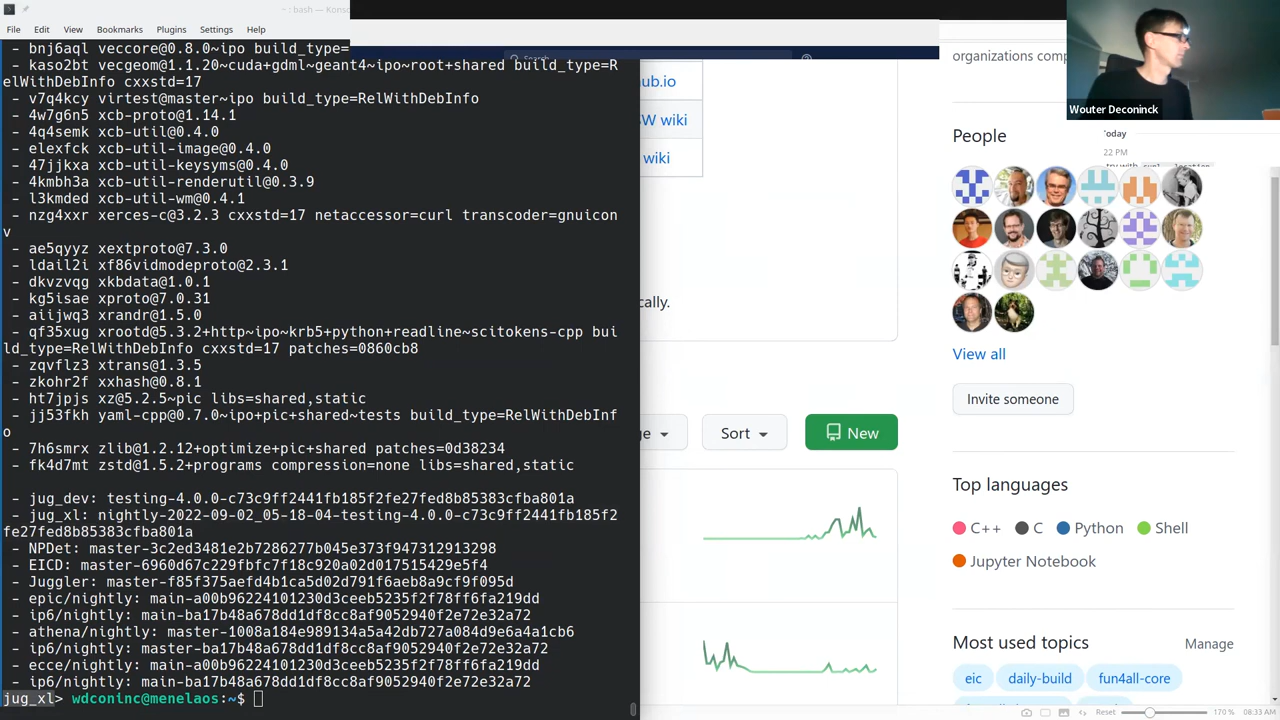 ~ : bash — Konso
File Edit View Bookmarks Plugins Settings Help
- bnj6aql veccore@0.8.0~ipo build_type=
- kaso2bt vecgeom@1.1.20~cuda+gdml~geant4~ipo~root+shared build_type=R
elWithDebInfo cxxstd=17
- v7q4kcy virtest@master~ipo build_type=RelWithDebInfo
- 4w7g6n5 xcb-proto@1.14.1
- 4q4semk xcb-util@0.4.0
- elexfck xcb-util-image@0.4.0
- 47jjkxa xcb-util-keysyms@0.4.0
- 4kmbh3a xcb-util-renderutil@0.3.9
- l3kmded xcb-util-wm@0.4.1
- nzg4xxr xerces-c@3.2.3 cxxstd=17 netaccessor=curl transcoder=gnuicon
v
- ae5qyyz xextproto@7.3.0
- ldail2l xf86vidmodeproto@2.3.1
- dkvzvqg xkbdata@1.0.1
- kg5isae xproto@7.0.31
- aiijwq3 xrandr@1.5.0
- qf35xug xrootd@5.3.2+http~ipo~krb5+python+readline~scitokens-cpp bui
ld_type=RelWithDebInfo cxxstd=17 patches=0860cb8
- zqvflz3 xtrans@1.3.5
- zkohr2f xxhash@0.8.1
- ht7jpjs xz@5.2.5~pic libs=shared,static
- jj53fkh yaml-cpp@0.7.0~ipo+pic+shared~tests build_type=RelWithDebInf
o
- 7h6smrx zlib@1.2.12+optimize+pic+shared patches=0d38234
- fk4d7mt zstd@1.5.2+programs compression=none libs=shared,static
- jug_dev: testing-4.0.0-c73c9ff2441fb185f2fe27fed8b85383cfba801a
- jug_xl: nightly-2022-09-02_05-18-04-testing-4.0.0-c73c9ff2441fb185f2
fe27fed8b85383cfba801a
- NPDet: master-3c2ed3481e2b7286277b045e373f947312913298
- EICD: master-6960d67c229fbfc7f18c920a02d017515429e5f4
- Juggler: master-f85f375aefd4b1ca5d02d791f6aeb8a9cf9f095d
- epic/nightly: main-a00b96224101230d3ceeb5235f2f78ff6fa219dd
- ip6/nightly: main-ba17b48a678dd1df8cc8af9052940f2e72e32a72
- athena/nightly: master-1008a184e989134a5a42db727a084d9e6a4a1cb6
- ip6/nightly: master-ba17b48a678dd1df8cc8af9052940f2e72e32a72
- ecce/nightly: main-a00b96224101230d3ceeb5235f2f78ff6fa219dd
- ip6/nightly: main-ba17b48a678dd1df8cc8af9052940f2e72e32a72
jug_xl> wdconinc@menelaos:~$
ub.io
SW wiki
wiki
cally.
ge
Sort
New
organizations comp
Wouter Deconinck
People
Today
22 PM
View all
Invite someone
Top languages
C++ C Python Shell
Jupyter Notebook
Most used topics Manage
eic daily-build fun4all-core
Reset 170 % 08:33 AM